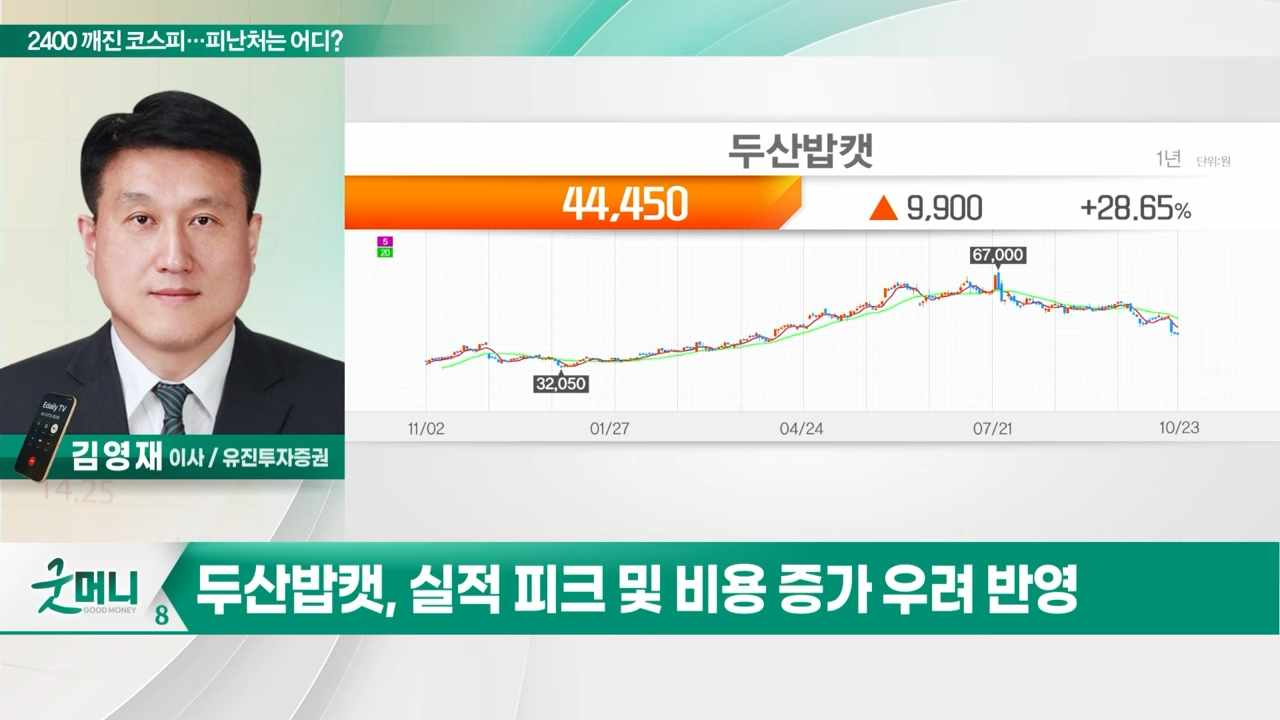 2400 깨진 코스피…피난처는 어디?
두산밥캣
1년 단위:원
44,450 ▲ 9,900 +28.65%
5
20
67,000
32,050
11/02 01/27 04/24 07/21 10/23
Edaily TV
김영재 이사 / 유진투자증권
14.25
굿머니
GOOD MONEY
8
두산밥캣, 실적 피크 및 비용 증가 우려 반영